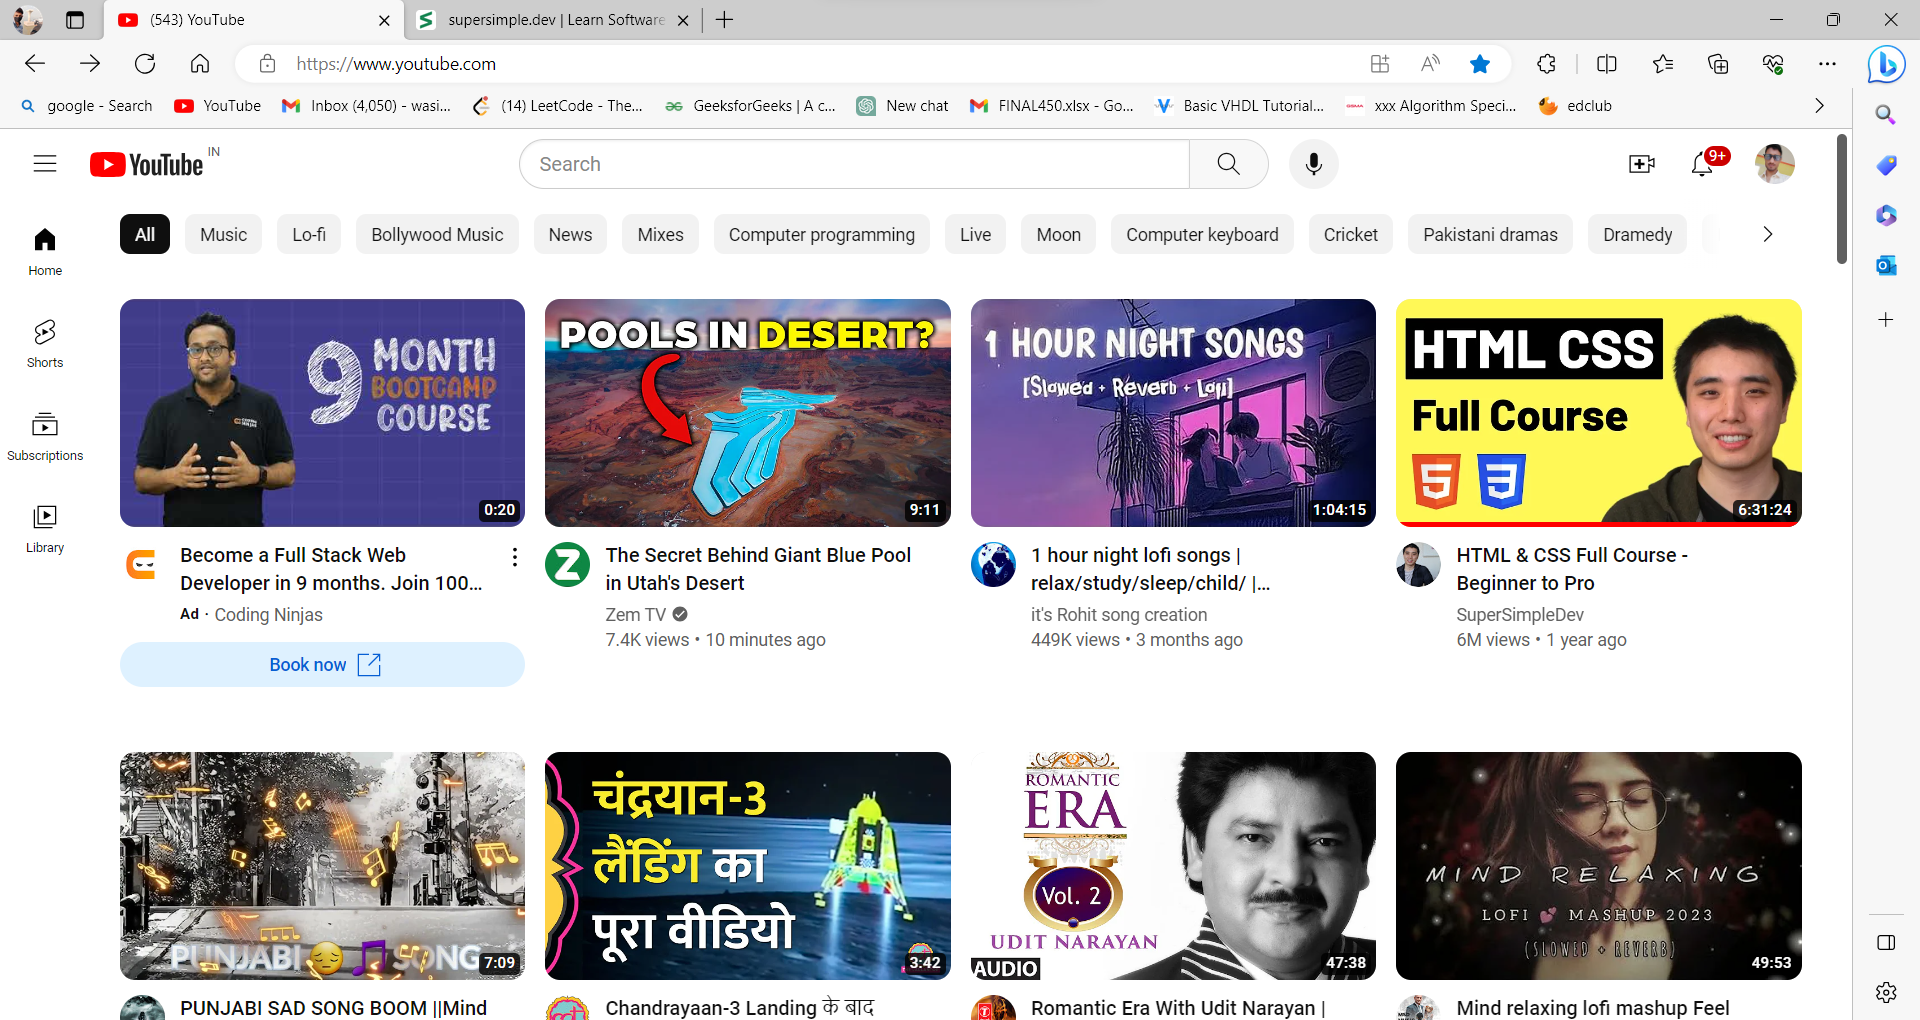 (543) YouTube
supersimple.dev | Learn Software
https://www.youtube.com
google - Search
YouTube
Inbox (4,050) - wasi...
(14) LeetCode - The...
GeeksforGeeks | A c...
New chat
FINAL450.xlsx - Go...
Basic VHDL Tutorial...
xxx Algorithm Speci...
edclub
YouTube IN
Search
9+
All
Music
Lo-fi
Bollywood Music
News
Mixes
Computer programming
Live
Moon
Computer keyboard
Cricket
Pakistani dramas
Dramedy
Home
Shorts
Subscriptions
Library
9 MONTH
BOOTCAMP
COURSE
0:20
Become a Full Stack Web
Developer in 9 months. Join 100...
Ad · Coding Ninjas
Book now
POOLS IN DESERT?
9:11
The Secret Behind Giant Blue Pool
in Utah's Desert
Zem TV
7.4K views • 10 minutes ago
1 HOUR NIGHT SONGS
[Slowed + Reverb + Lofi]
1:04:15
1 hour night lofi songs |
relax/study/sleep/child/ |...
it's Rohit song creation
449K views • 3 months ago
HTML CSS
Full Course
6:31:24
HTML & CSS Full Course -
Beginner to Pro
SuperSimpleDev
6M views • 1 year ago
PUNJABI SONG
7:09
PUNJABI SAD SONG BOOM ||Mind
चंद्रयान-3
लैंडिंग का
पूरा वीडियो
3:42
Chandrayaan-3 Landing के बाद
ROMANTIC
ERA
Vol. 2
UDIT NARAYAN
AUDIO
47:38
Romantic Era With Udit Narayan |
MIND RELAXING
LOFI 💕 MASHUP 2023
(SLOWED + REVERB)
49:53
Mind relaxing lofi mashup Feel